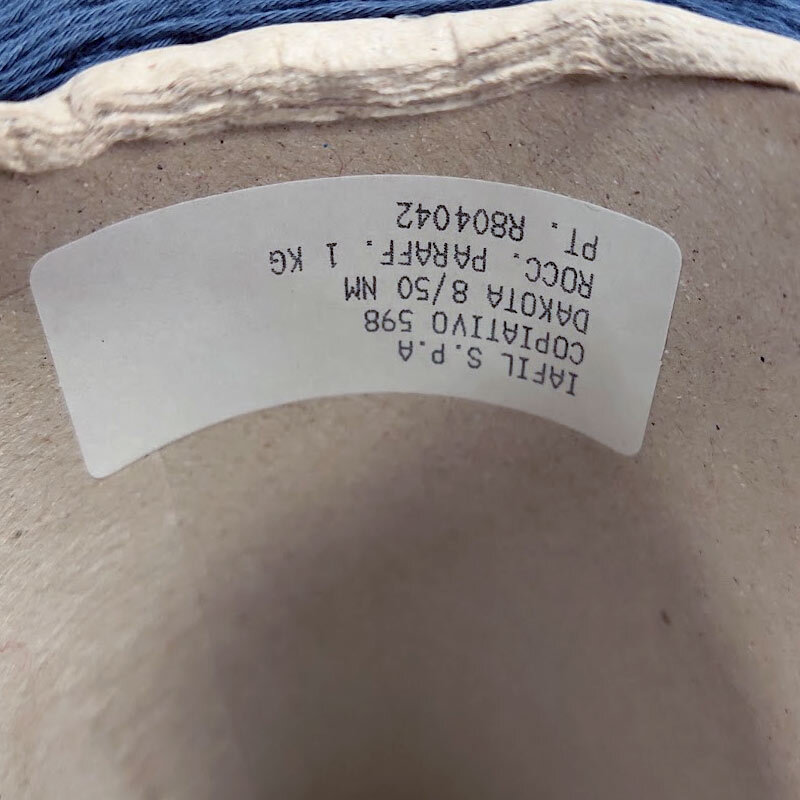 IAFIL S.P.A
COPIATIVO 598
DAKOTA 8/50 NM
ROCC. PARAFF. 1 KG
PT. R804042